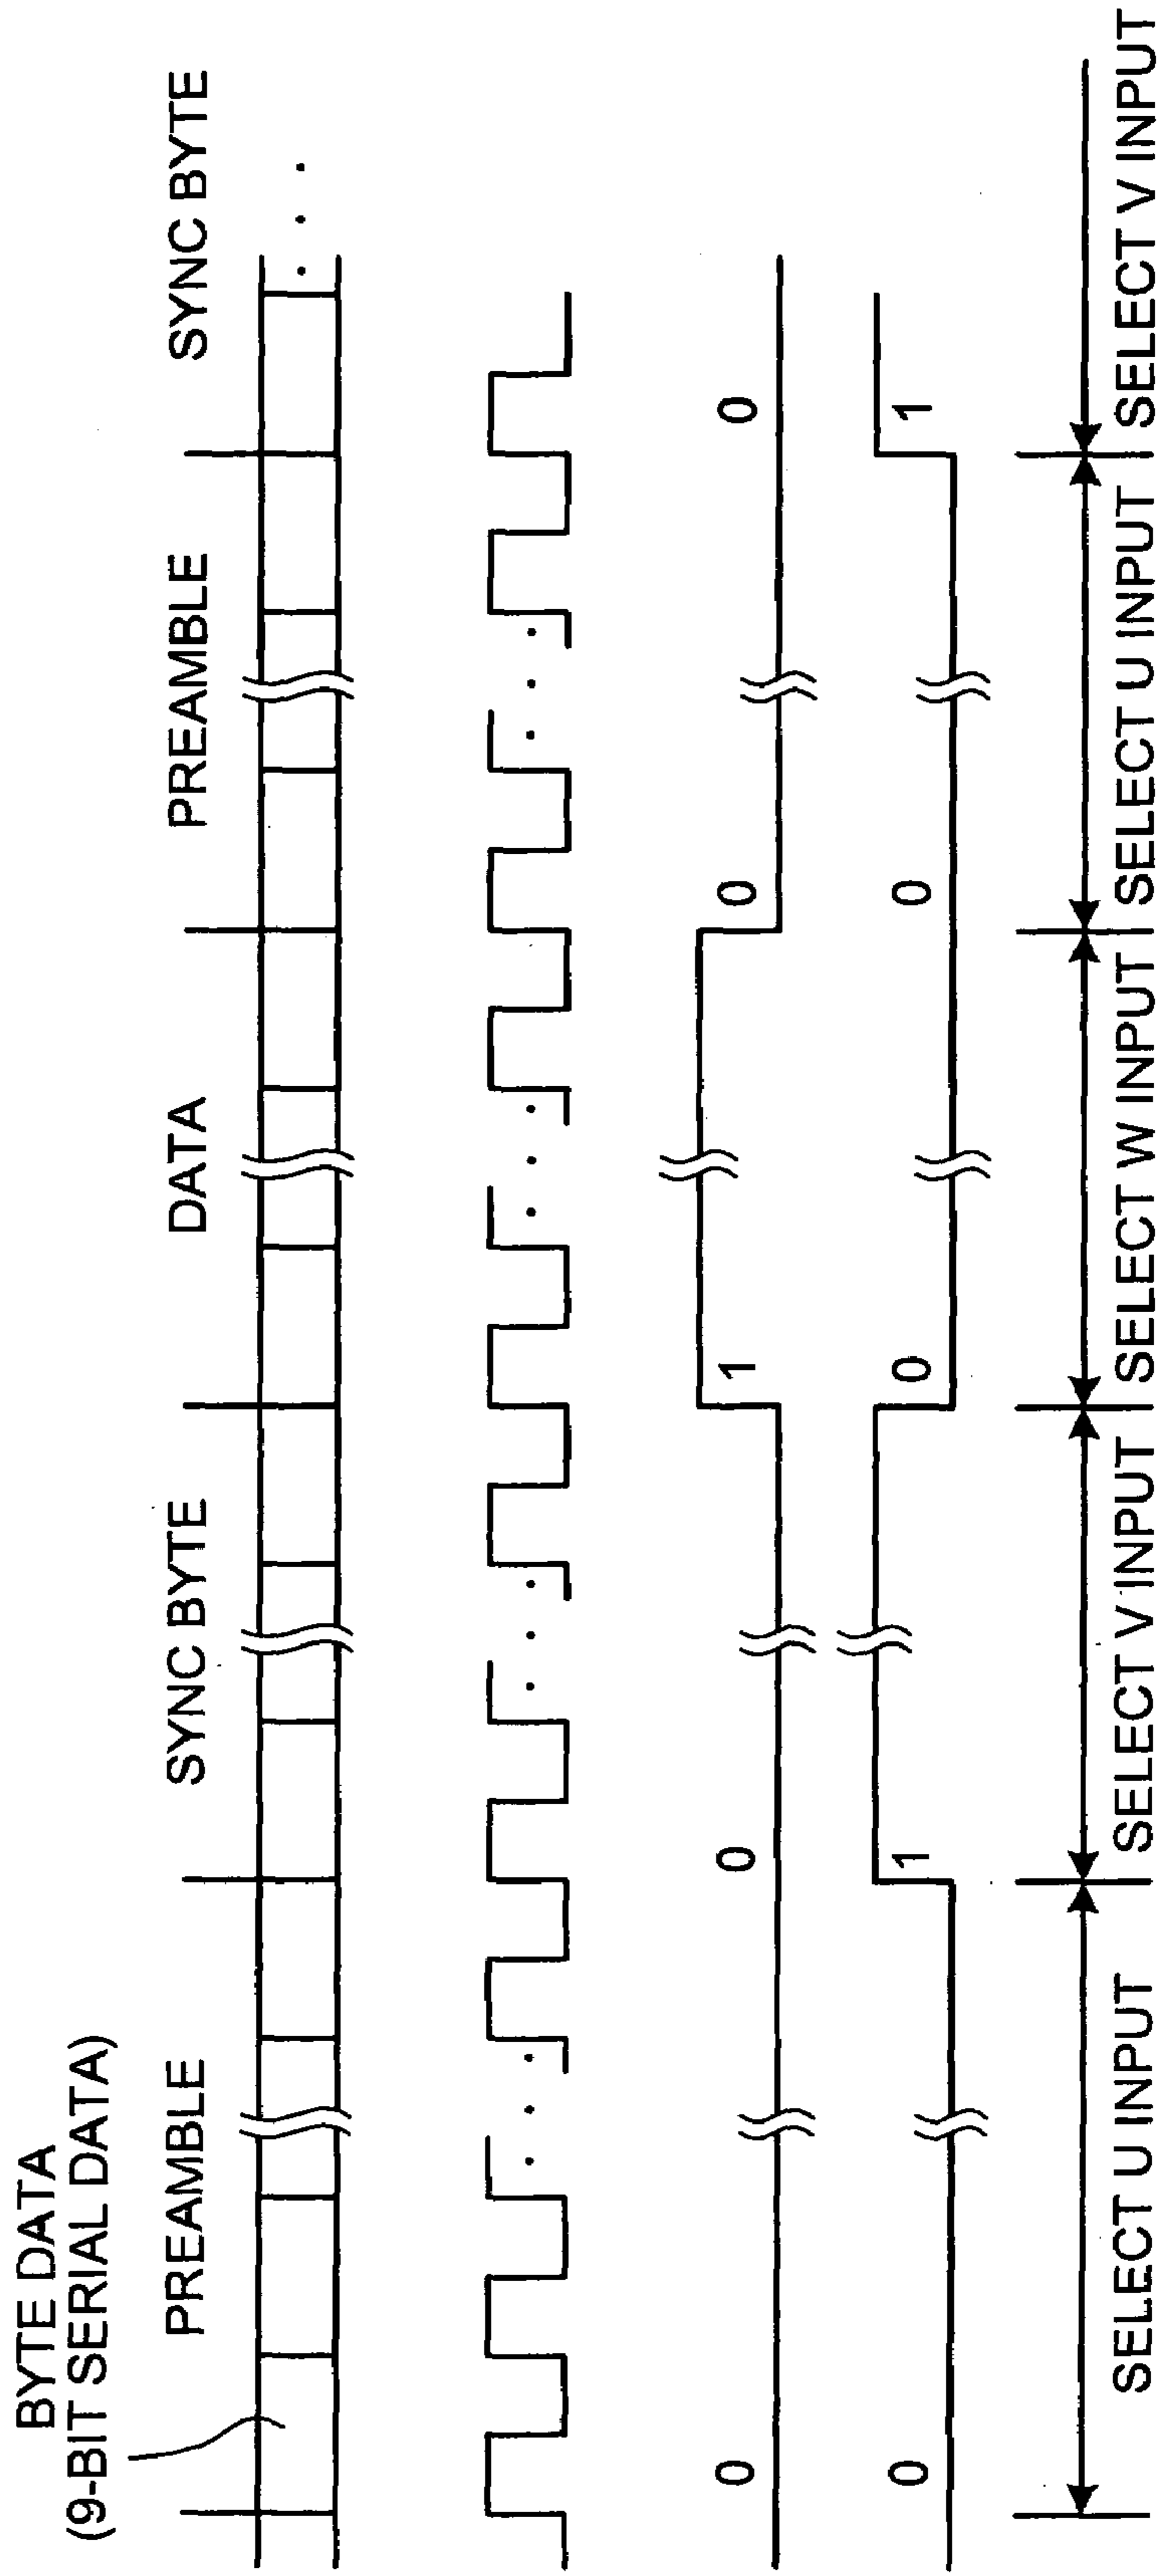 BYTE DATA
(9-BIT SERIAL DATA)
PREAMBLE SYNC BYTE DATA PREAMBLE SYNC BYTE
0 0 1 0 0
0 1 0 0 1
SELECT U INPUT SELECT V INPUT SELECT W INPUT SELECT U INPUT SELECT V INPUT